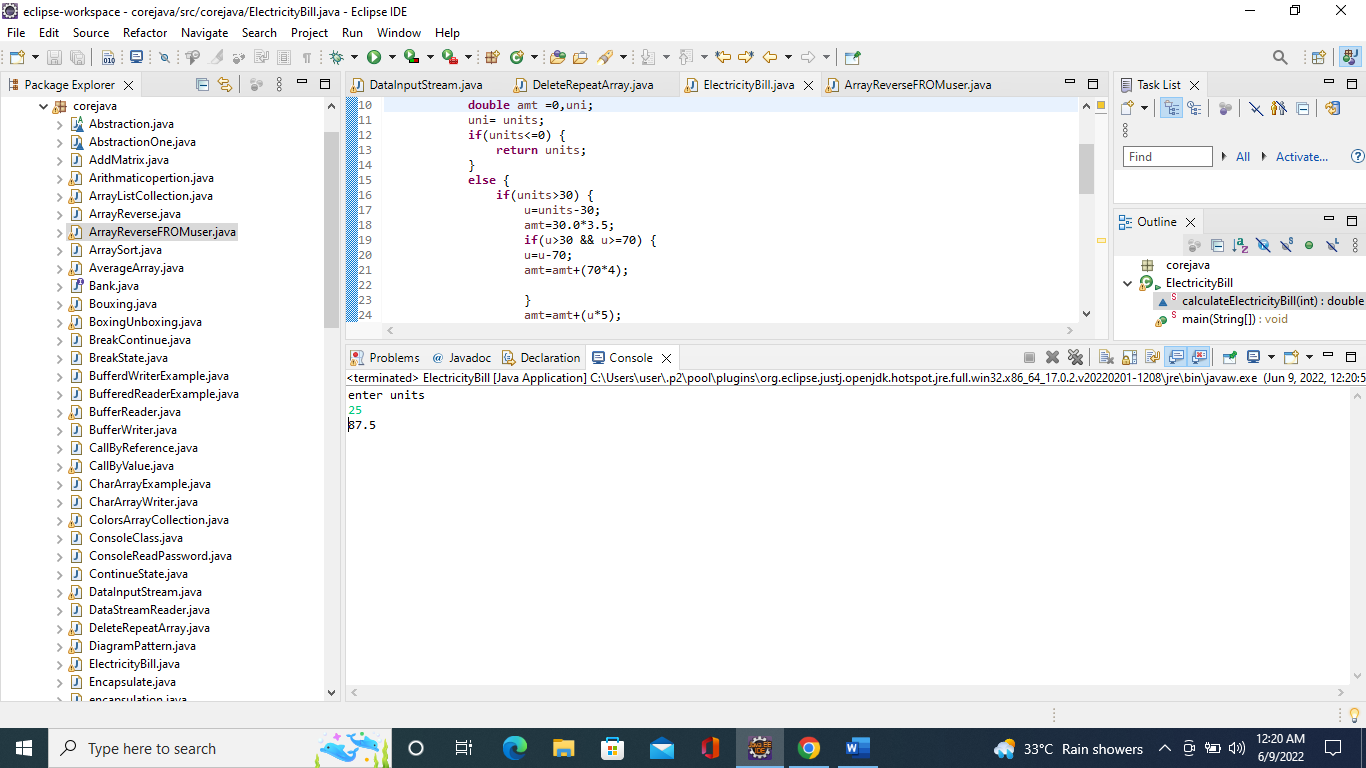 eclipse-workspace - corejava/src/corejava/ElectricityBill.java - Eclipse IDE
File Edit Source Refactor Navigate Search Project Run Window Help
Package Explorer
corejava
Abstraction.java
AbstractionOne.java
AddMatrix.java
Arithmaticopertion.java
ArrayListCollection.java
ArrayReverse.java
ArrayReverseFROMuser.java
ArraySort.java
AverageArray.java
Bank.java
Bouxing.java
BoxingUnboxing.java
BreakContinue.java
BreakState.java
BufferdWriterExample.java
BufferedReaderExample.java
BufferReader.java
BufferWriter.java
CallByReference.java
CallByValue.java
CharArrayExample.java
CharArrayWriter.java
ColorsArrayCollection.java
ConsoleClass.java
ConsoleReadPassword.java
ContinueState.java
DataInputStream.java
DataStreamReader.java
DeleteRepeatArray.java
DiagramPattern.java
ElectricityBill.java
Encapsulate.java
encapsulation.java
DataInputStream.java DeleteRepeatArray.java ElectricityBill.java ArrayReverseFROMuser.java
10 double amt =0,uni;
11 uni= units;
12 if(units<=0) {
13 return units;
14 }
15 else {
16 if(units>30) {
17 u=units-30;
18 amt=30.0*3.5;
19 if(u>30 && u>=70) {
20 u=u-70;
21 amt=amt+(70*4);
22
23 }
24 amt=amt+(u*5);
Problems @ Javadoc Declaration Console
<terminated> ElectricityBill [Java Application] C:\Users\user\.p2\pool\plugins\org.eclipse.justj.openjdk.hotspot.jre.full.win32.x86_64_17.0.2.v20220201-1208\jre\bin\javaw.exe (Jun 9, 2022, 12:20:5
enter units
25
87.5
Task List
Find All Activate...
Outline
corejava
ElectricityBill
calculateElectricityBill(int) : double
main(String[]) : void
Type here to search
33°C Rain showers
12:20 AM
6/9/2022